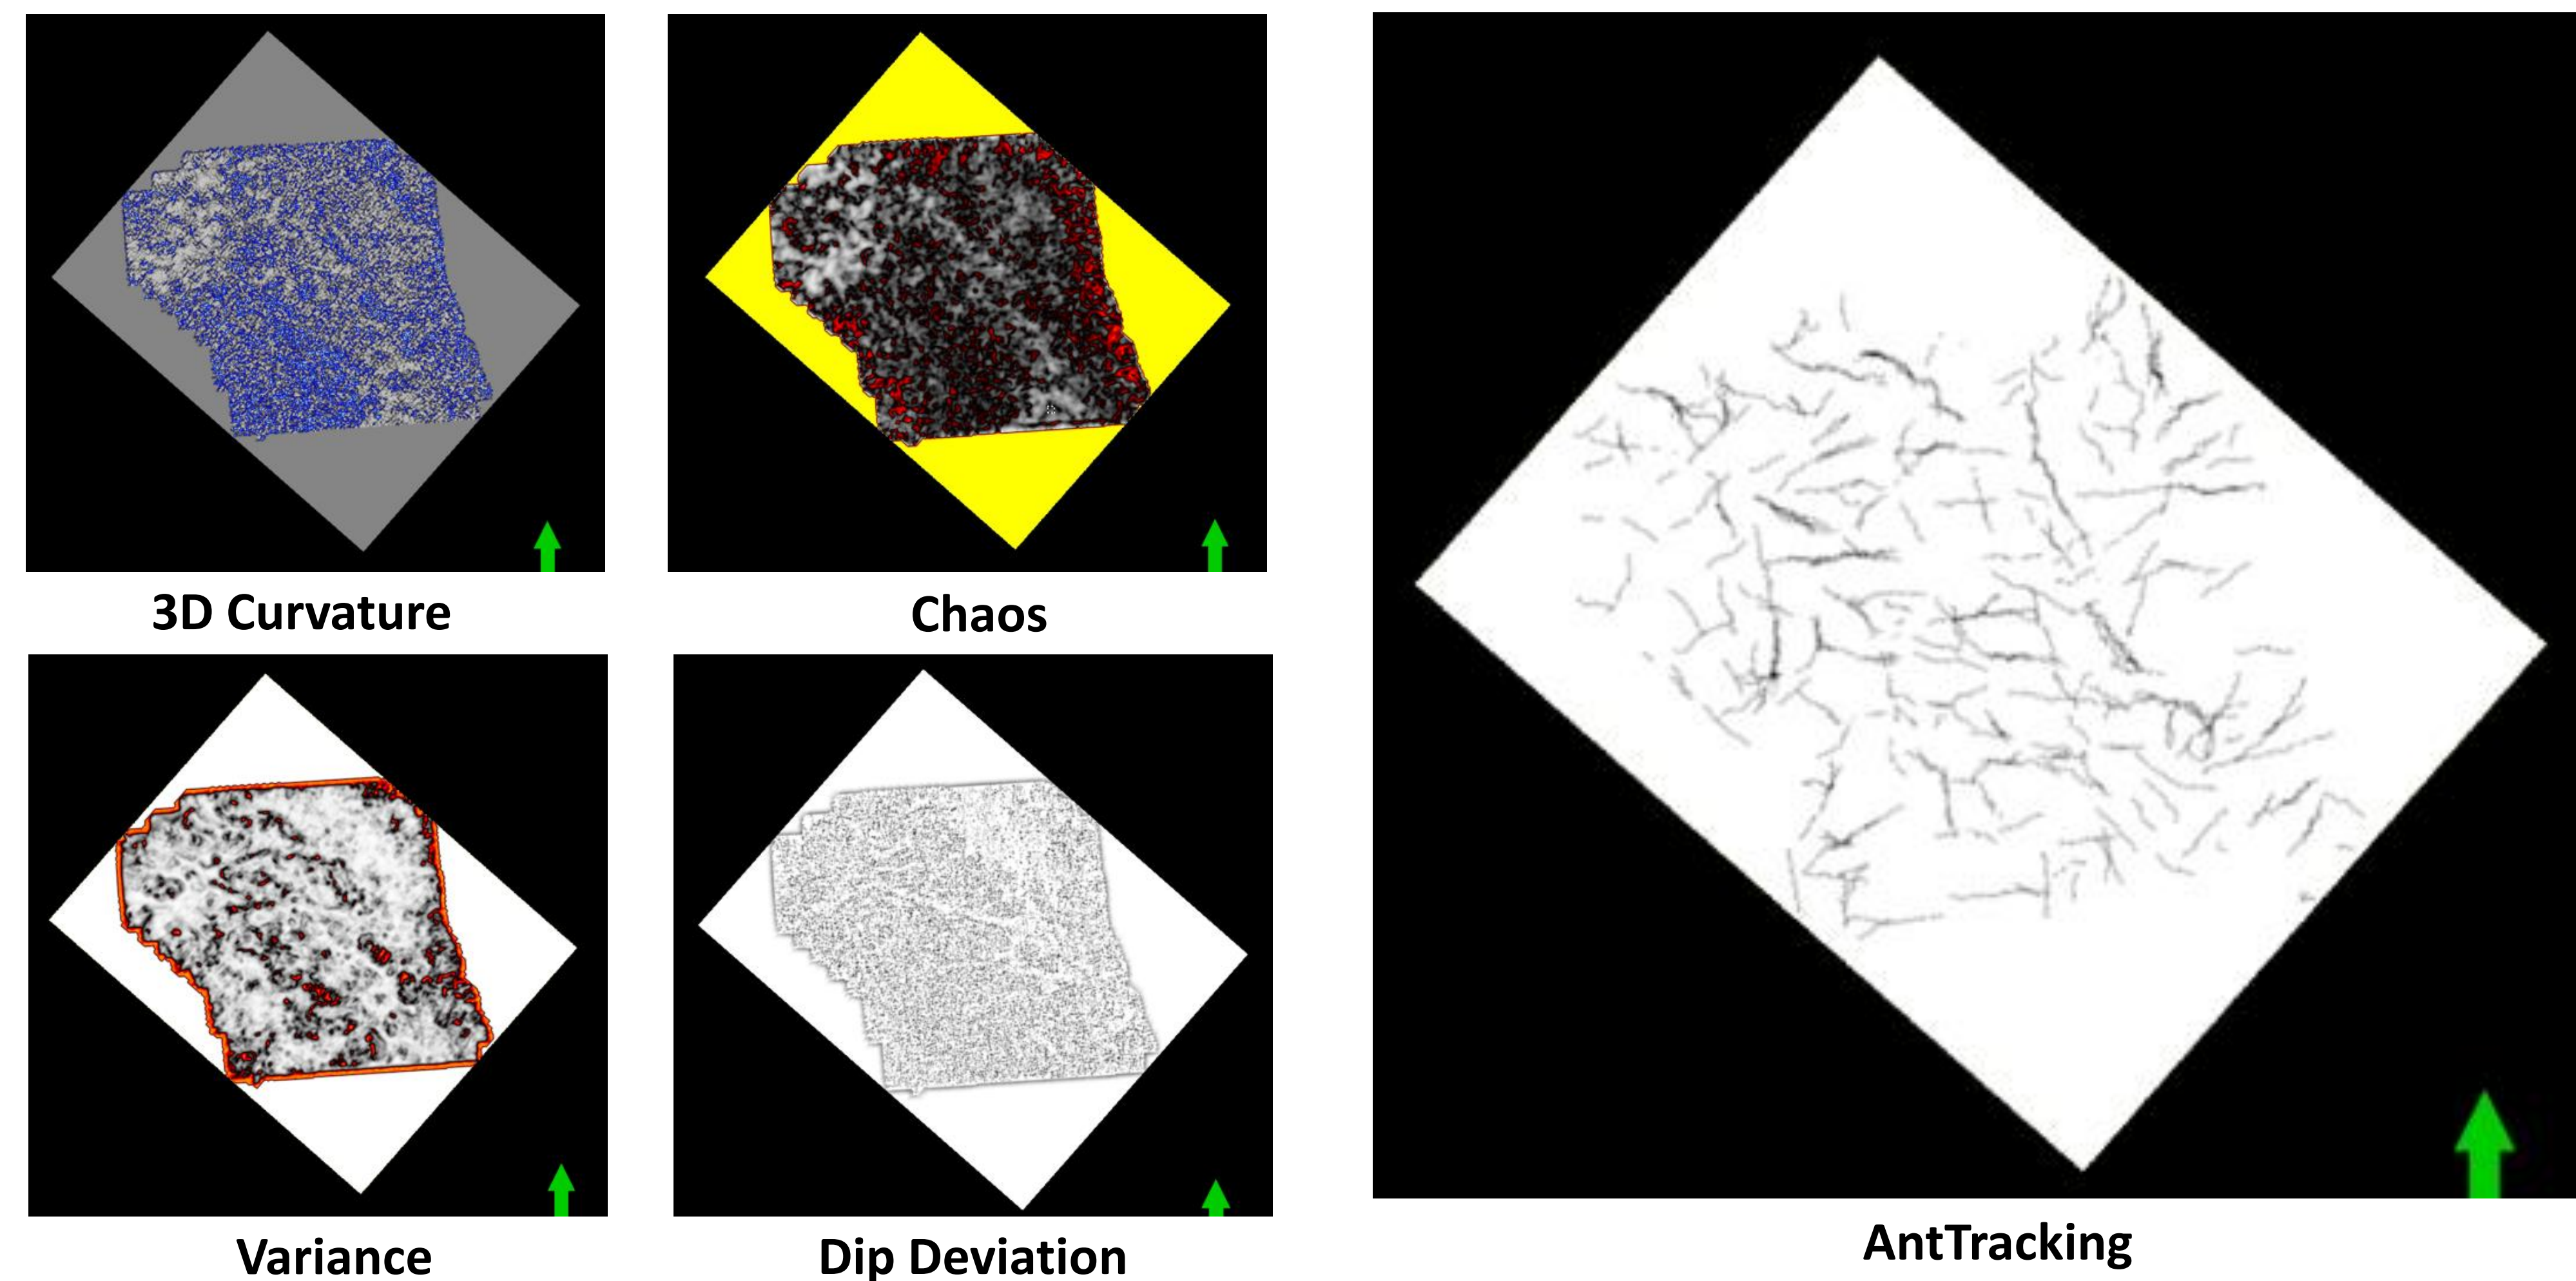 3D Curvature
Chaos
Variance
Dip Deviation
AntTracking